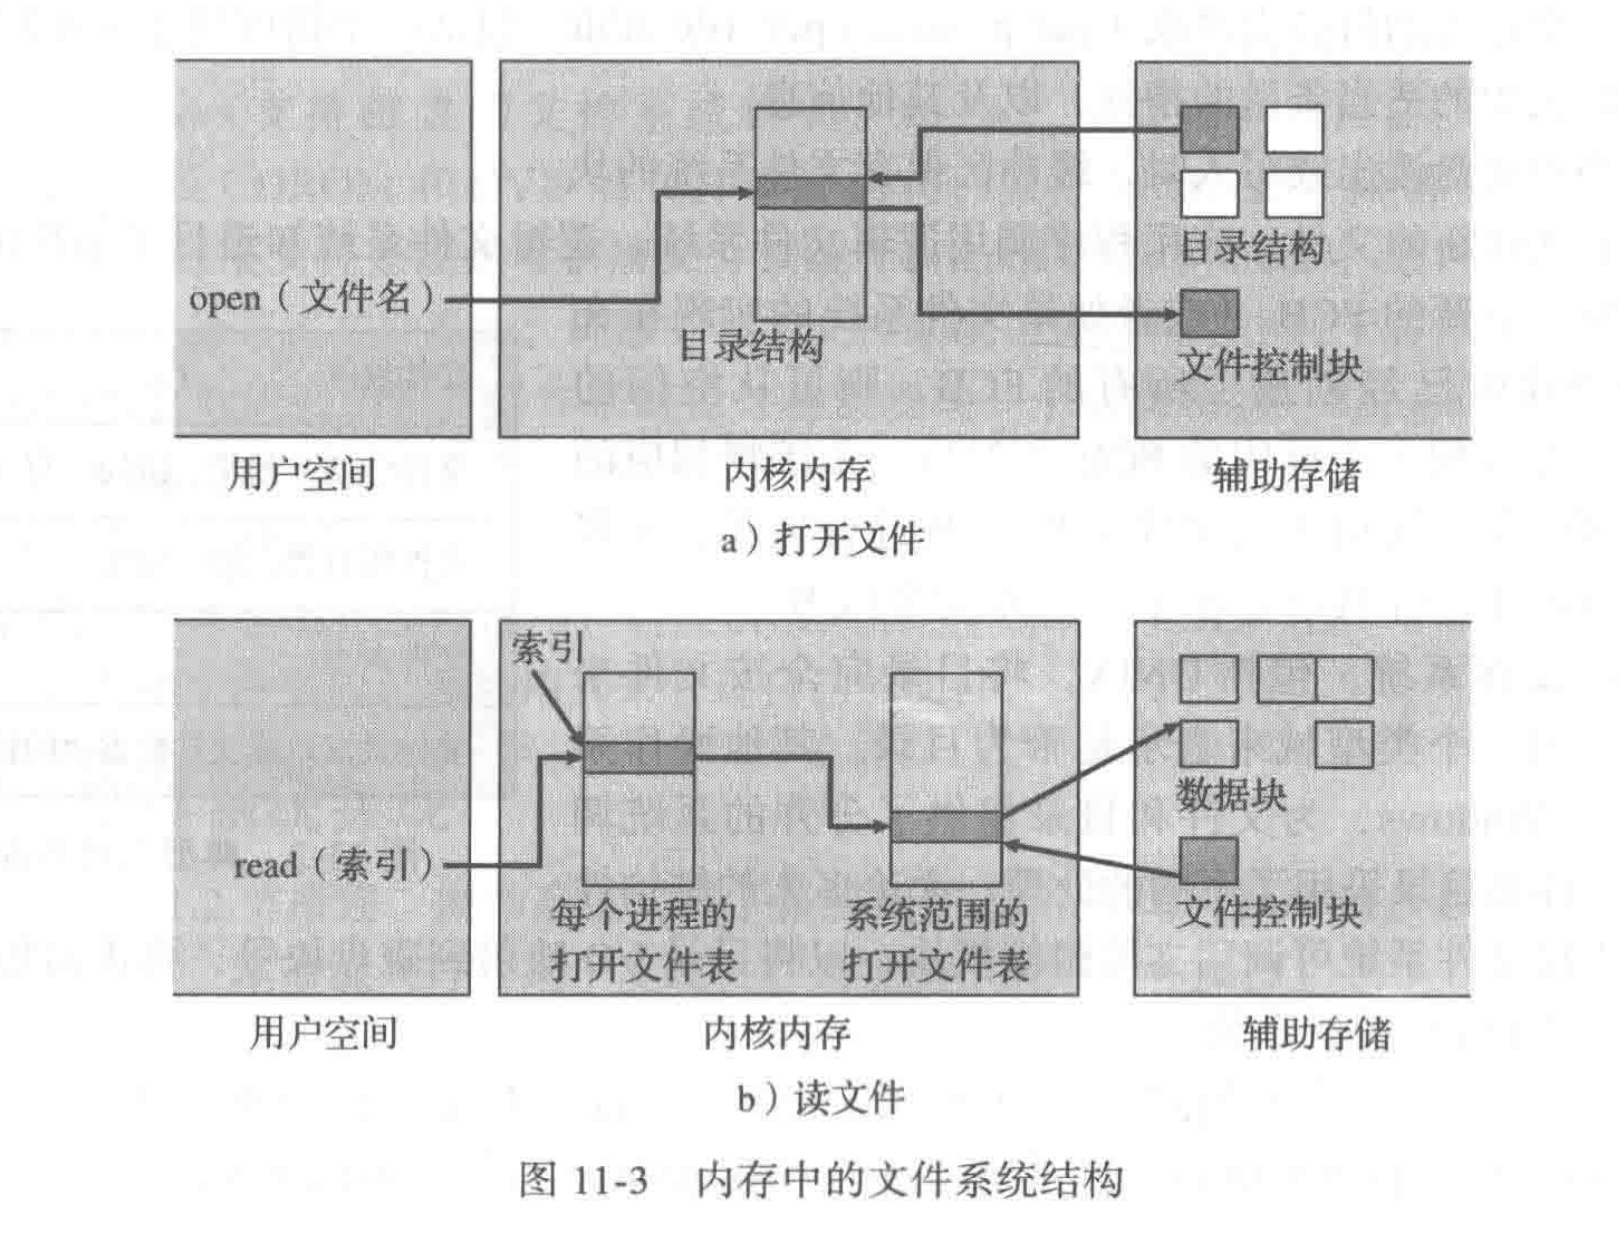 open（文件名）
目录结构
目录结构
文件控制块
用户空间
内核内存
辅助存储
a）打开文件
索引
read（索引）
每个进程的
打开文件表
系统范围的
打开文件表
数据块
文件控制块
用户空间
内核内存
辅助存储
b）读文件
图 11-3 内存中的文件系统结构